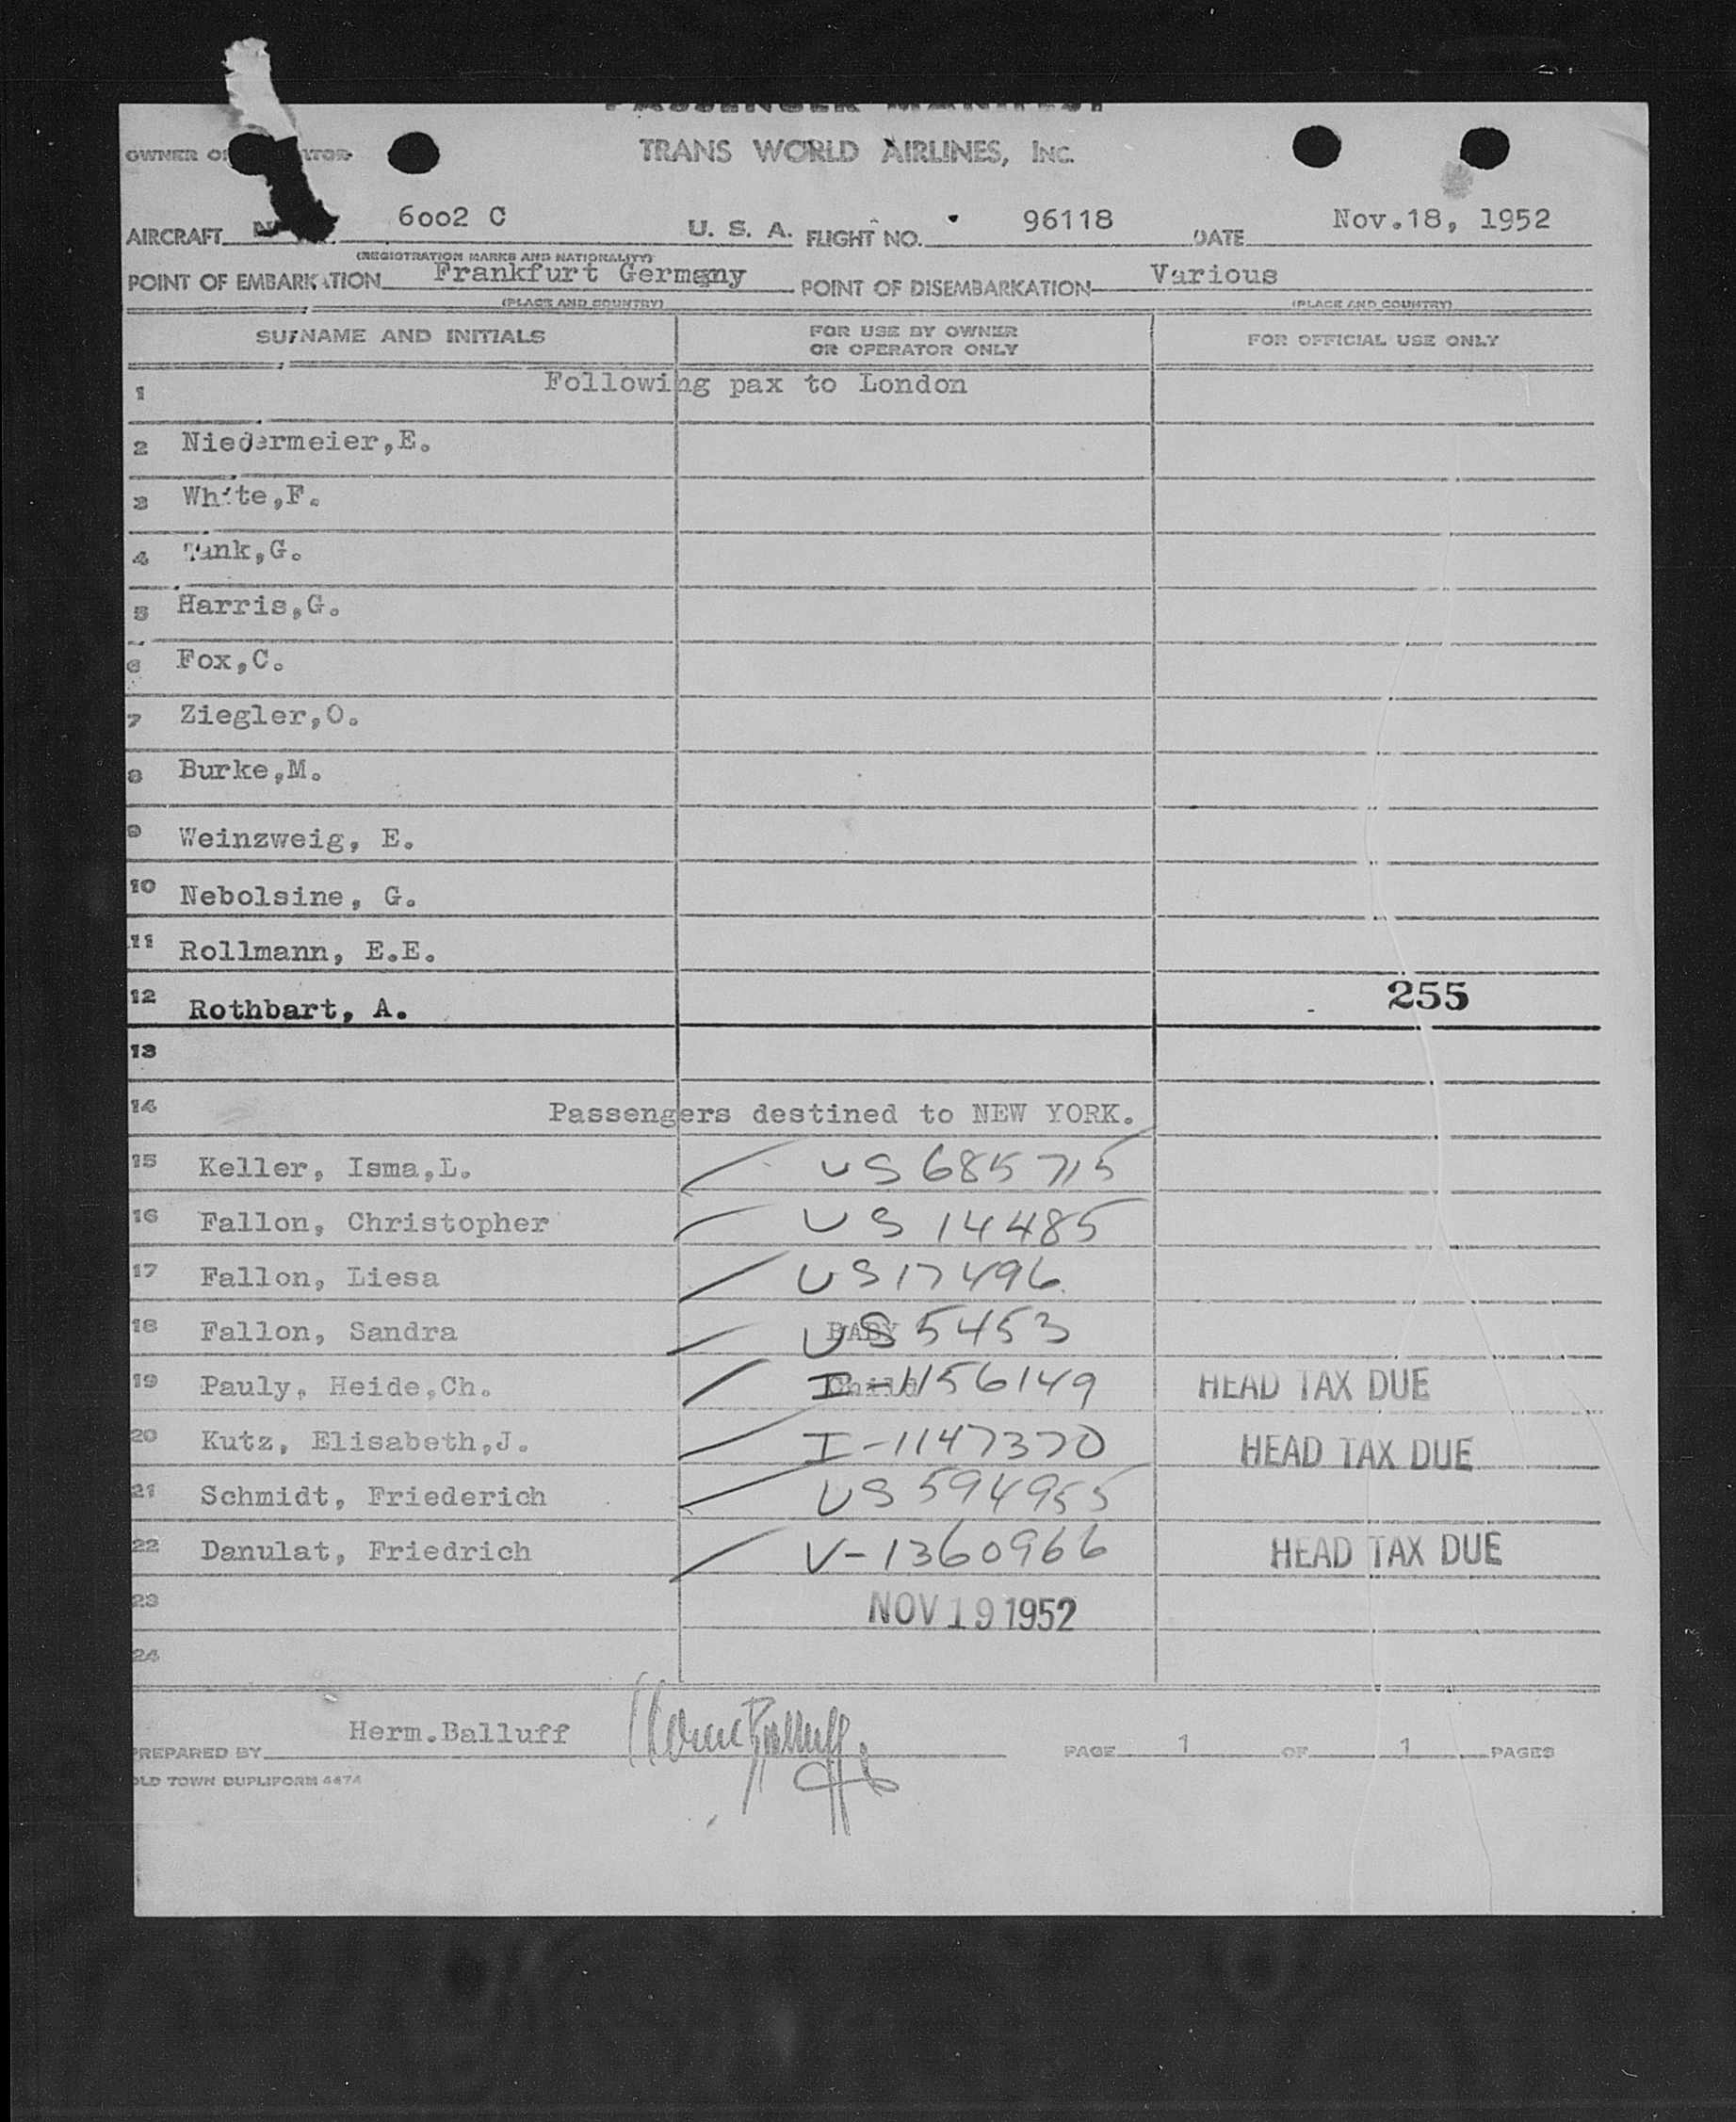 PASSENGER MANIFEST
OWNER OR OPERATOR TRANS WORLD AIRLINES, INC.
AIRCRAFT 6002 C U. S. A. FLIGHT NO. 96118 DATE Nov.18, 1952
(REGISTRATION MARKS AND NATIONALITY)
POINT OF EMBARKATION Frankfurt Germany POINT OF DISEMBARKATION Various
(PLACE AND COUNTRY) (PLACE AND COUNTRY)
SURNAME AND INITIALS FOR USE BY OWNER OR OPERATOR ONLY FOR OFFICIAL USE ONLY
1 Following pax to London
2 Niedermeier,E.
3 White,F.
4 Tank,G.
5 Harris,G.
6 Fox,C.
7 Ziegler,O.
8 Burke,M.
9 Weinzweig, E.
10 Nebolsine, G.
11 Rollmann, E.E.
12 Rothbart, A. 255
13
14 Passengers destined to NEW YORK.
15 Keller, Isma,L. US 685715
16 Fallon, Christopher US 14485
17 Fallon, Liesa US 17496
18 Fallon, Sandra BABY US 5453
19 Pauly, Heide,Ch. Child I-1156149 HEAD TAX DUE
20 Kutz, Elisabeth,J. I-1147370 HEAD TAX DUE
21 Schmidt, Friederich US 594955
22 Danulat, Friedrich V-1360966 HEAD TAX DUE
23 NOV 19 1952
24
PREPARED BY Herm.Balluff Herm Balluff PAGE 1 OF 1 PAGES
OLD TOWN DUPLIFORM 4474